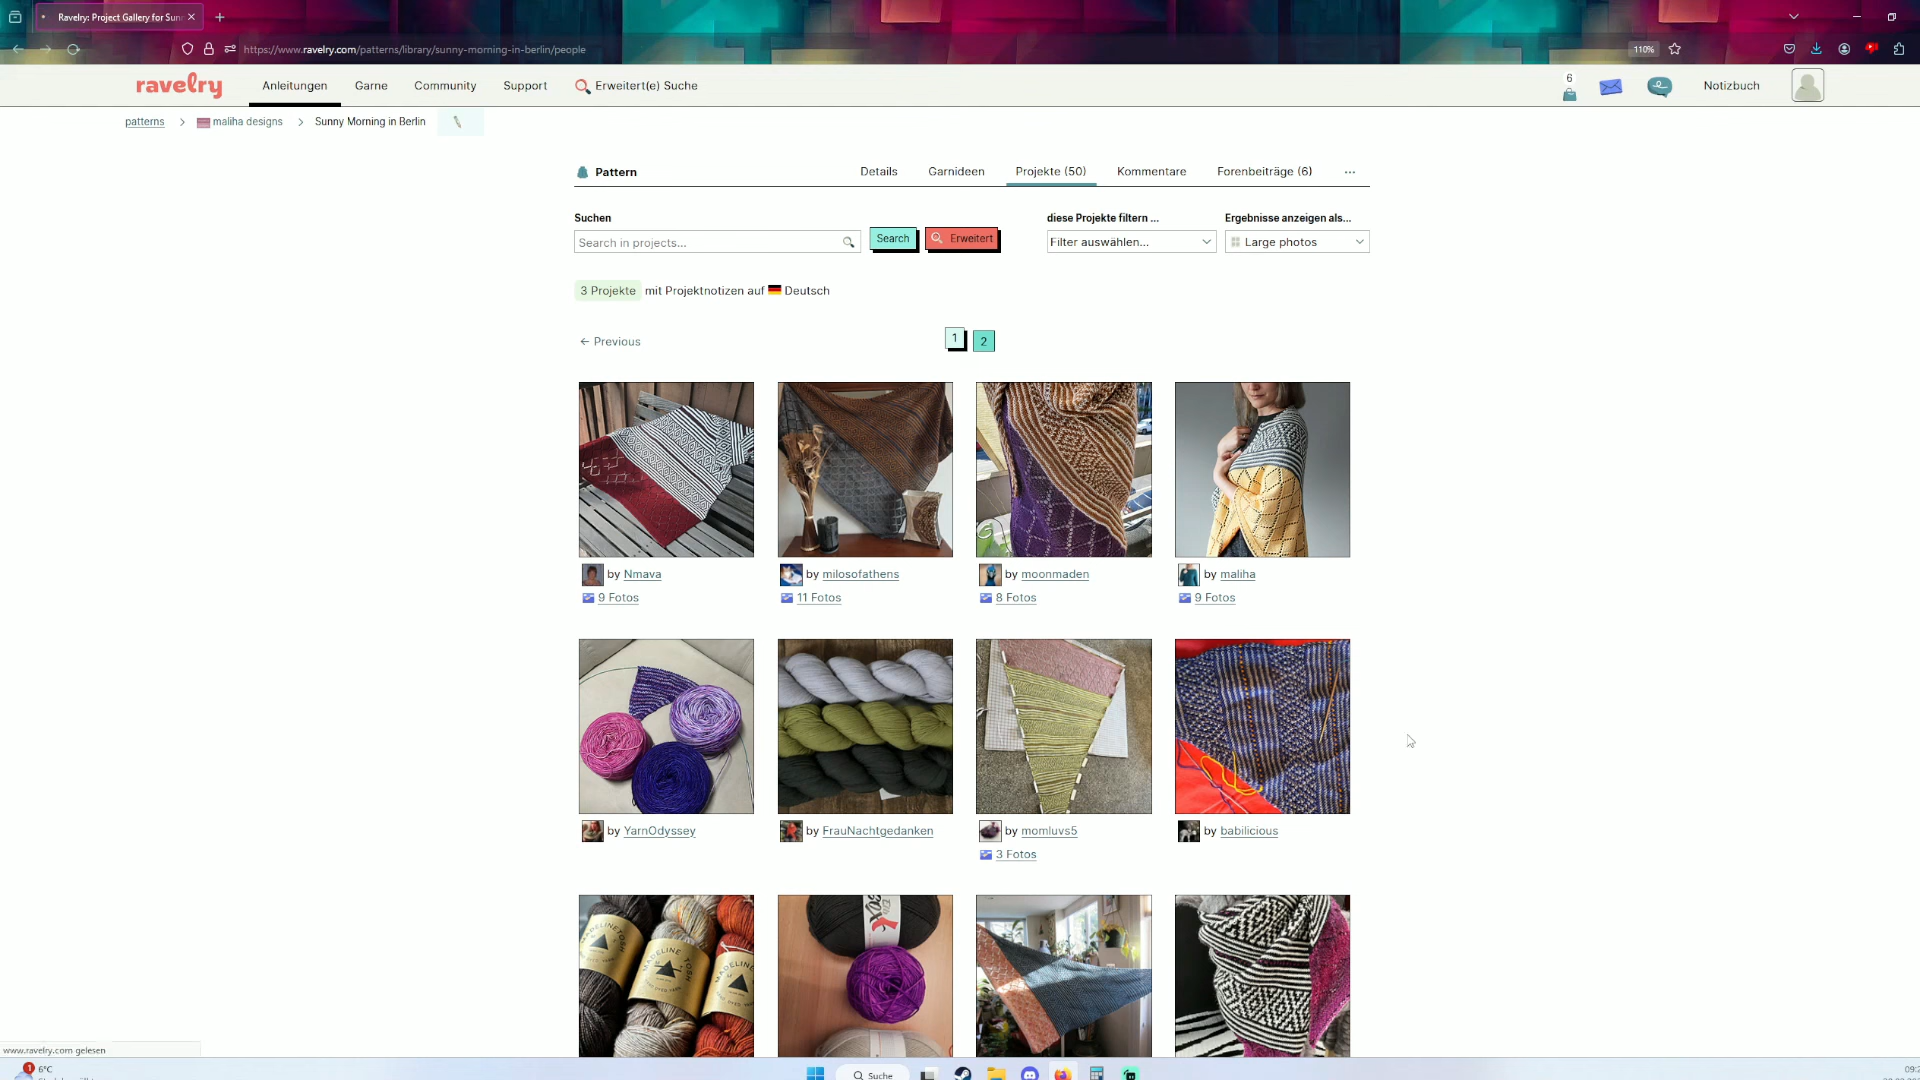 Ravelry: Project Gallery for Sun
https://www.ravelry.com/patterns/library/sunny-morning-in-berlin/people
110%
ravelry
Anleitungen
Garne
Community
Support
Erweitert(e) Suche
6
Notizbuch
patterns
maliha designs
Sunny Morning in Berlin
Pattern
Details
Garnideen
Projekte (50)
Kommentare
Forenbeiträge (6)
Suchen
diese Projekte filtern ...
Ergebnisse anzeigen als...
Search in projects...
Search
Erweitert
Filter auswählen...
Large photos
3 Projekte mit Projektnotizen auf Deutsch
← Previous
1
2
by Nmava
by milosofathens
by moonmaden
by maliha
9 Fotos
11 Fotos
8 Fotos
9 Fotos
by YarnOdyssey
by FrauNachtgedanken
by momluvs5
by babilicious
3 Fotos
MADELINETOSH
MADELINE TOSH
www.ravelry.com gelesen
1
6°C
Suche